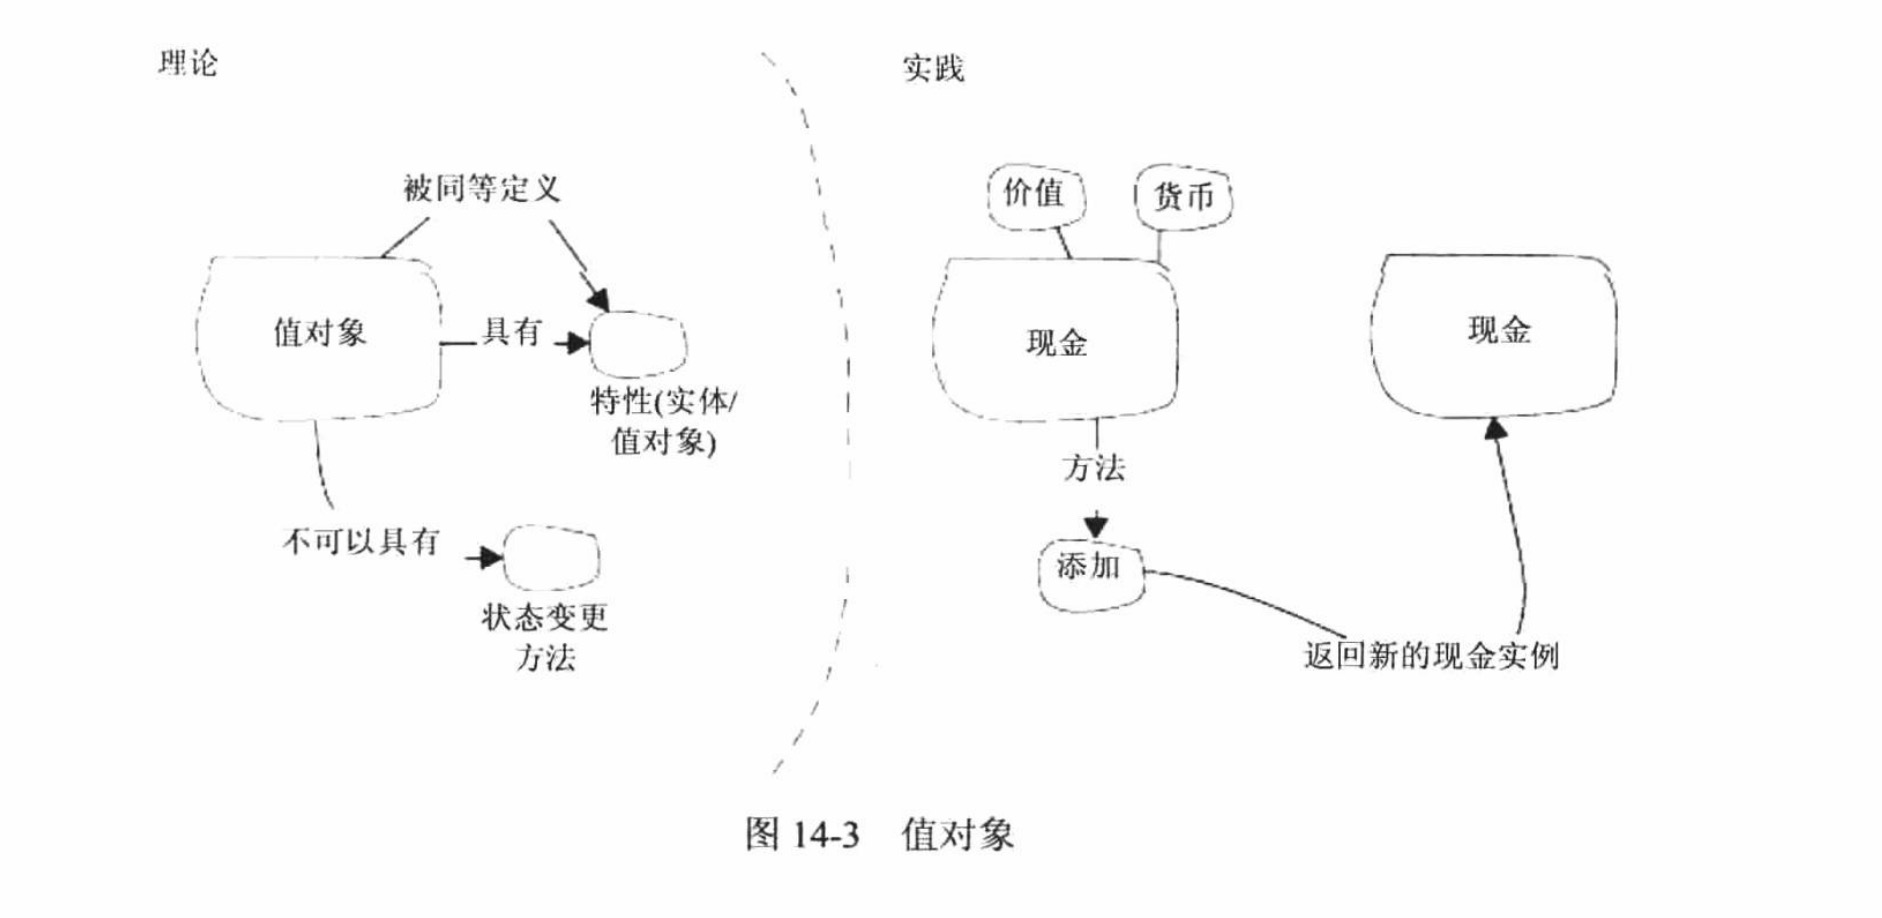 理论
实践
被同等定义
值对象
具有
特性(实体/
值对象)
不可以具有
状态变更
方法
价值
货币
现金
方法
添加
现金
返回新的现金实例
图 14-3 值对象